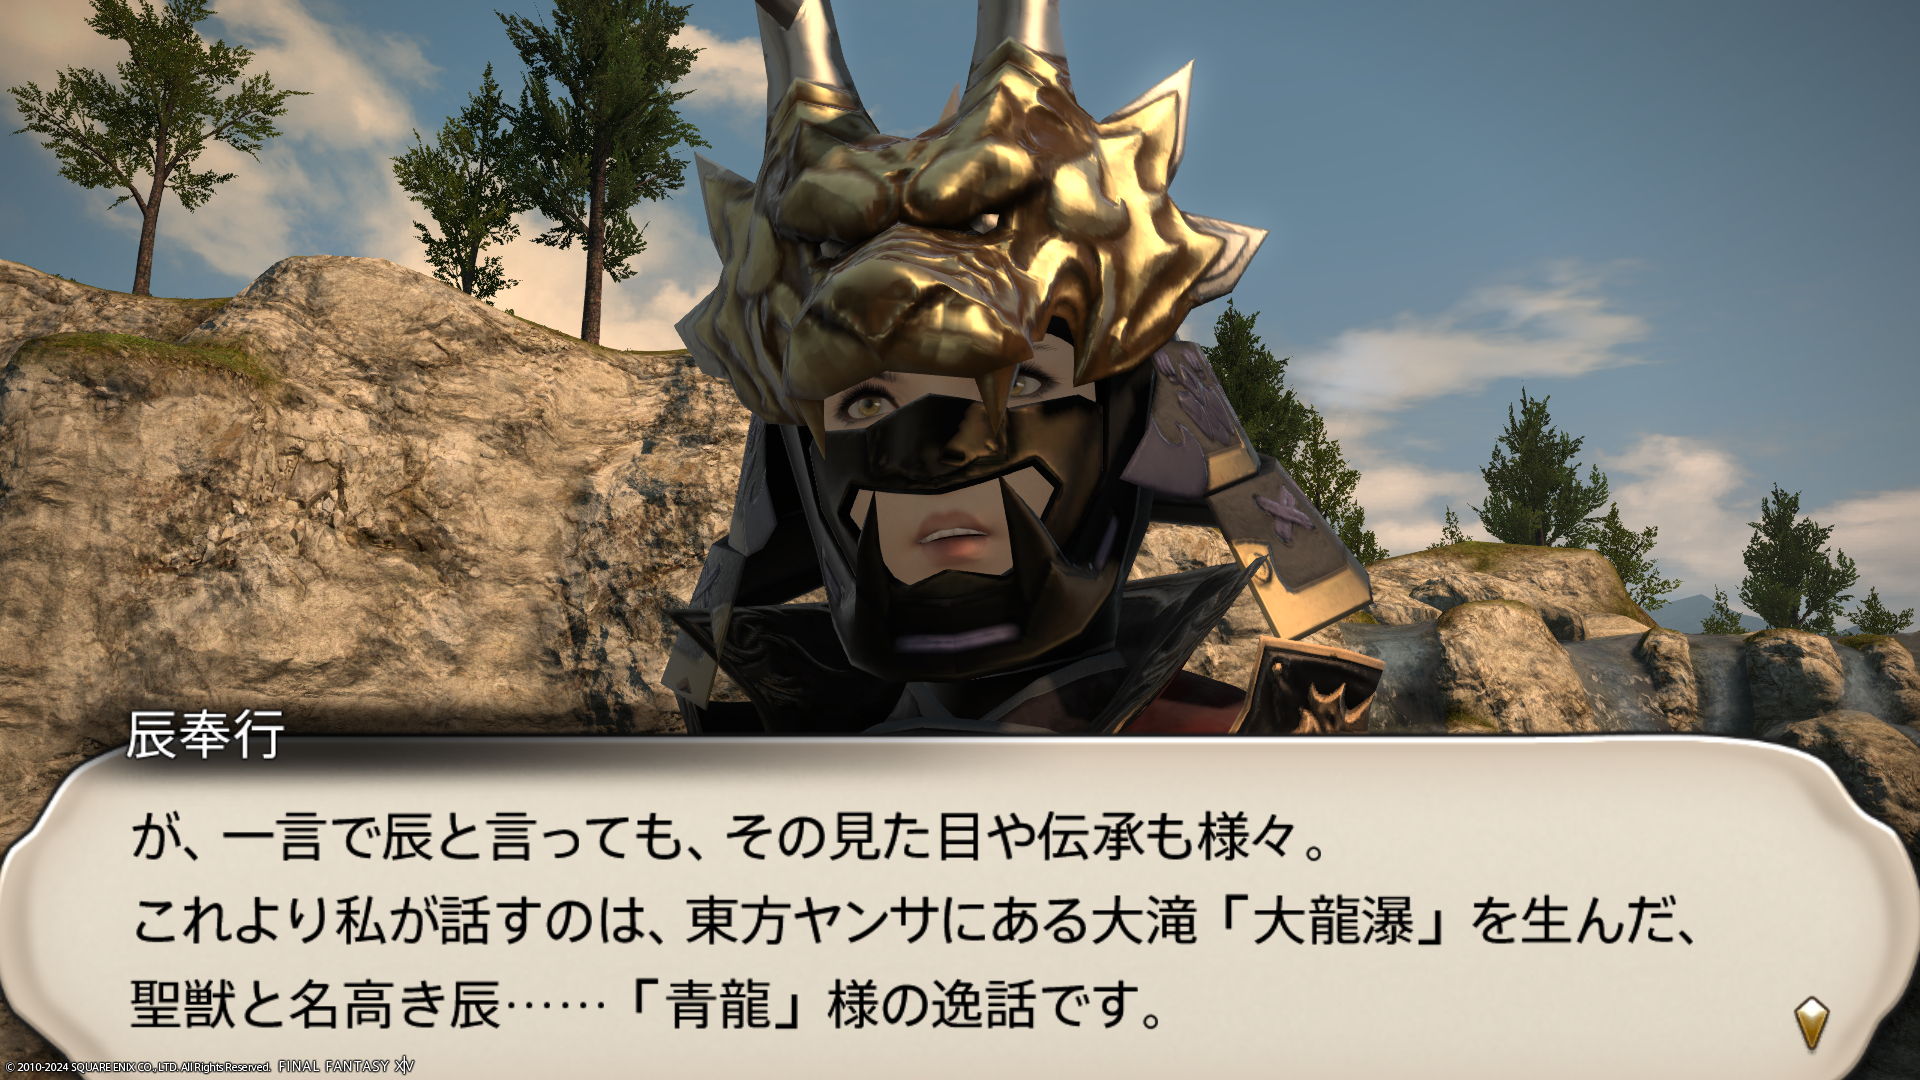 辰奉行
が、一言で辰と言っても、その見た目や伝承も様々。
これより私が話すのは、東方ヤンサにある大滝「大龍瀑」を生んだ、
聖獣と名高き辰……「青龍」様の逸話です。
© 2010-2024 SQUARE ENIX CO., LTD. All Rights Reserved. FINAL FANTASY XIV